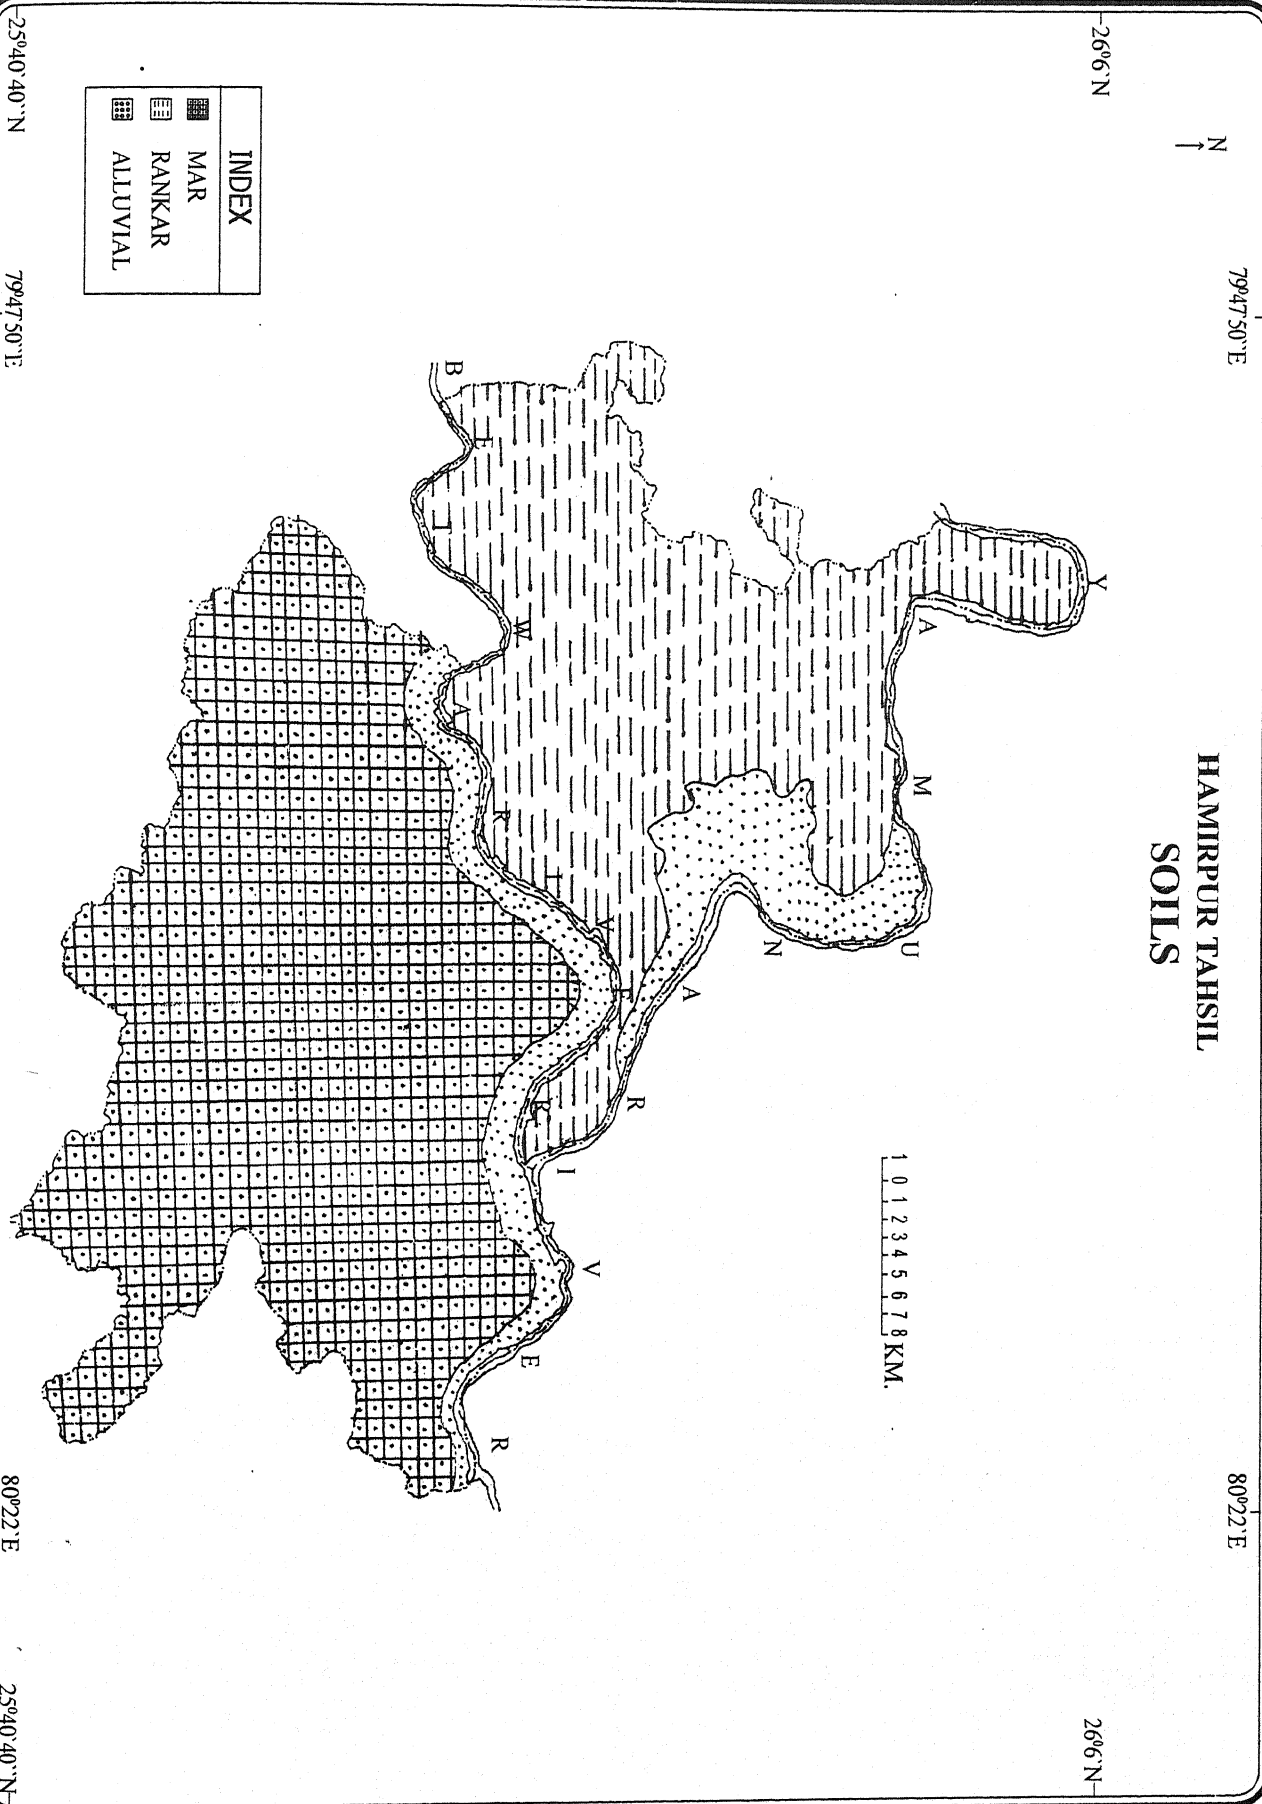 HAMIRPUR TAHSIL
SOILS
79°47'50"E
80°22'E
26°6'N
26°6'N
N
1 0 1 2 3 4 5 6 7 8 KM.
Y A M U N A R I V E R
B E T W A R I V E R
INDEX
MAR
RANKAR
ALLUVIAL
25°40'40"N
25°40'40"N
79°47'50"E
80°22'E